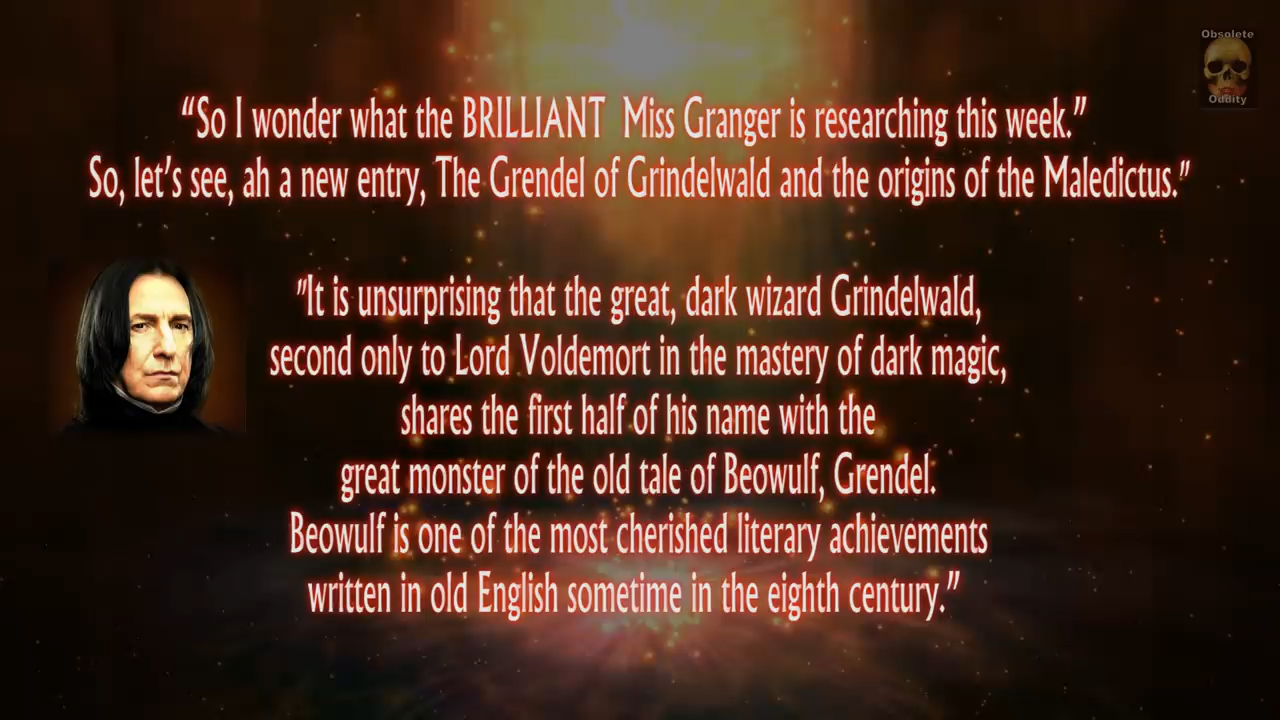 Obsolete
Oddity
“So I wonder what the BRILLIANT Miss Granger is researching this week.”
So, let’s see, ah a new entry, The Grendel of Grindelwald and the origins of the Maledictus."
"It is unsurprising that the great, dark wizard Grindelwald,
second only to Lord Voldemort in the mastery of dark magic,
shares the first half of his name with the
great monster of the old tale of Beowulf, Grendel.
Beowulf is one of the most cherished literary achievements
written in old English sometime in the eighth century.”